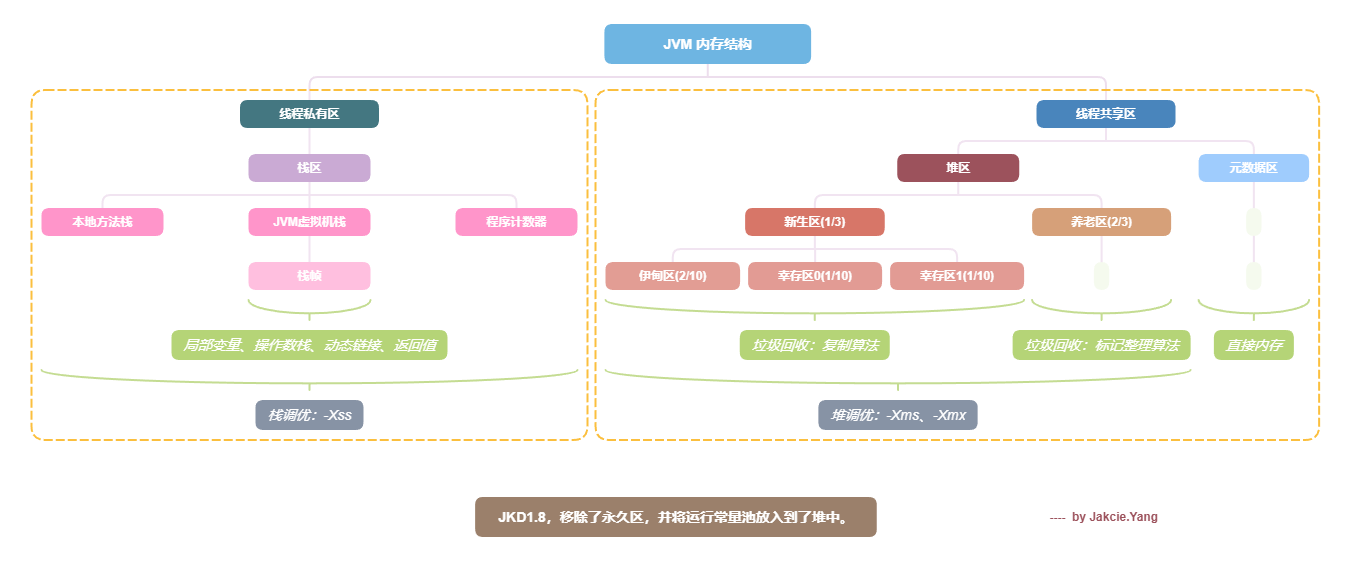 JVM 内存结构
线程私有区
线程共享区
栈区
堆区
元数据区
本地方法栈
JVM虚拟机栈
程序计数器
新生区(1/3)
养老区(2/3)
栈帧
伊甸区(2/10)
幸存区0(1/10)
幸存区1(1/10)
局部变量、操作数栈、动态链接、返回值
垃圾回收：复制算法
垃圾回收：标记整理算法
直接内存
栈调优：-Xss
堆调优：-Xms、-Xmx
JKD1.8，移除了永久区，并将运行常量池放入到了堆中。
---- by Jakcie.Yang